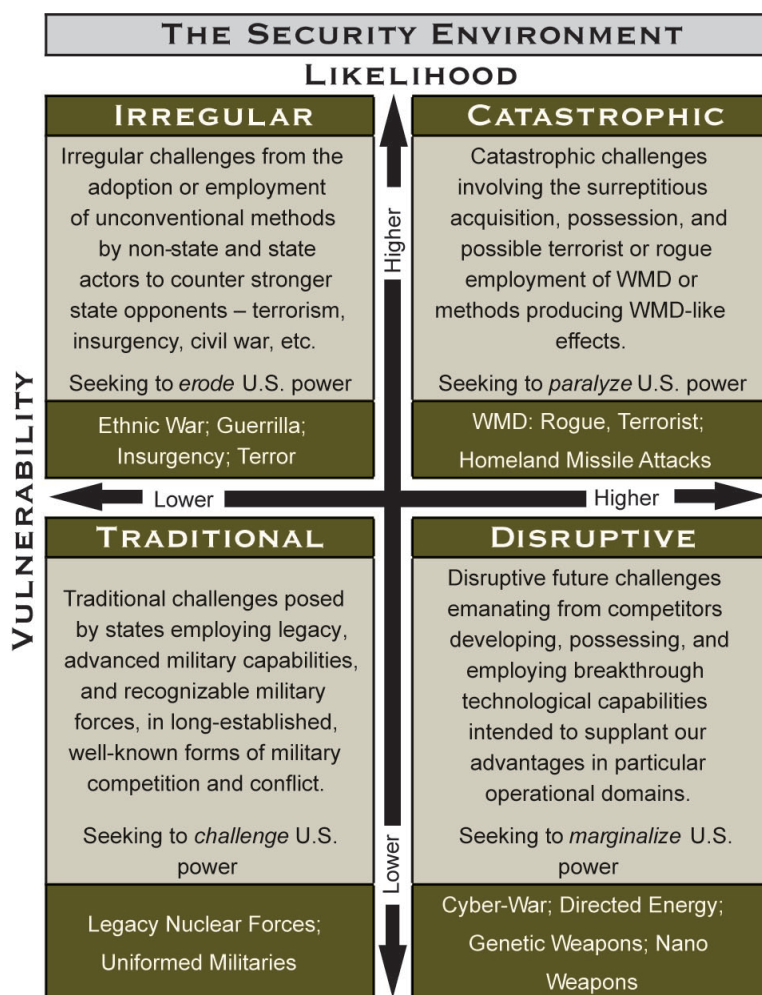 THE SECURITY ENVIRONMENT
LIKELIHOOD
IRREGULAR
Irregular challenges from the
adoption or employment
of unconventional methods
by non-state and state
actors to counter stronger
state opponents – terrorism,
insurgency, civil war, etc.
Seeking to erode U.S. power
Ethnic War; Guerrilla;
Insurgency; Terror
Higher
CATASTROPHIC
Catastrophic challenges
involving the surreptitious
acquisition, possession, and
possible terrorist or rogue
employment of WMD or
methods producing WMD-like
effects.
Seeking to paralyze U.S. power
WMD: Rogue, Terrorist;
Homeland Missile Attacks
VULNERABILITY
Lower
Higher
TRADITIONAL
Traditional challenges posed
by states employing legacy,
advanced military capabilities,
and recognizable military
forces, in long-established,
well-known forms of military
competition and conflict.
Seeking to challenge U.S.
power
Legacy Nuclear Forces;
Uniformed Militaries
Lower
DISRUPTIVE
Disruptive future challenges
emanating from competitors
developing, possessing, and
employing breakthrough
technological capabilities
intended to supplant our
advantages in particular
operational domains.
Seeking to marginalize U.S.
power
Cyber-War; Directed Energy;
Genetic Weapons; Nano
Weapons